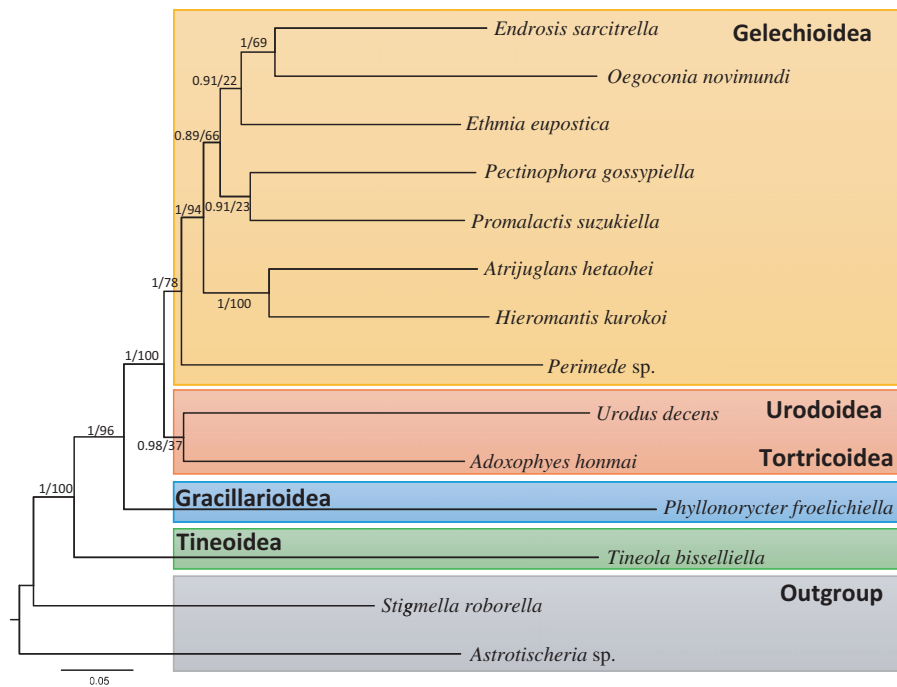 1/69
Endrosis sarcitrella
Gelechioidea
0.91/22
Oegoconia novimundi
Ethmia eupostica
0.89/66
Pectinophora gossypiella
0.91/23
1/94
Promalactis suzukiella
Atrijuglans hetaohei
1/78
1/100
Hieromantis kurokoi
1/100
Perimede sp.
Urodus decens
Urodoidea
1/96
0.98/37
Adoxophyes honmai
Tortricoidea
1/100
Gracillarioidea
Phyllonorycter froelichiella
Tineoidea
Tineola bisselliella
Outgroup
Stigmella roborella
Astrotischeria sp.
0.05